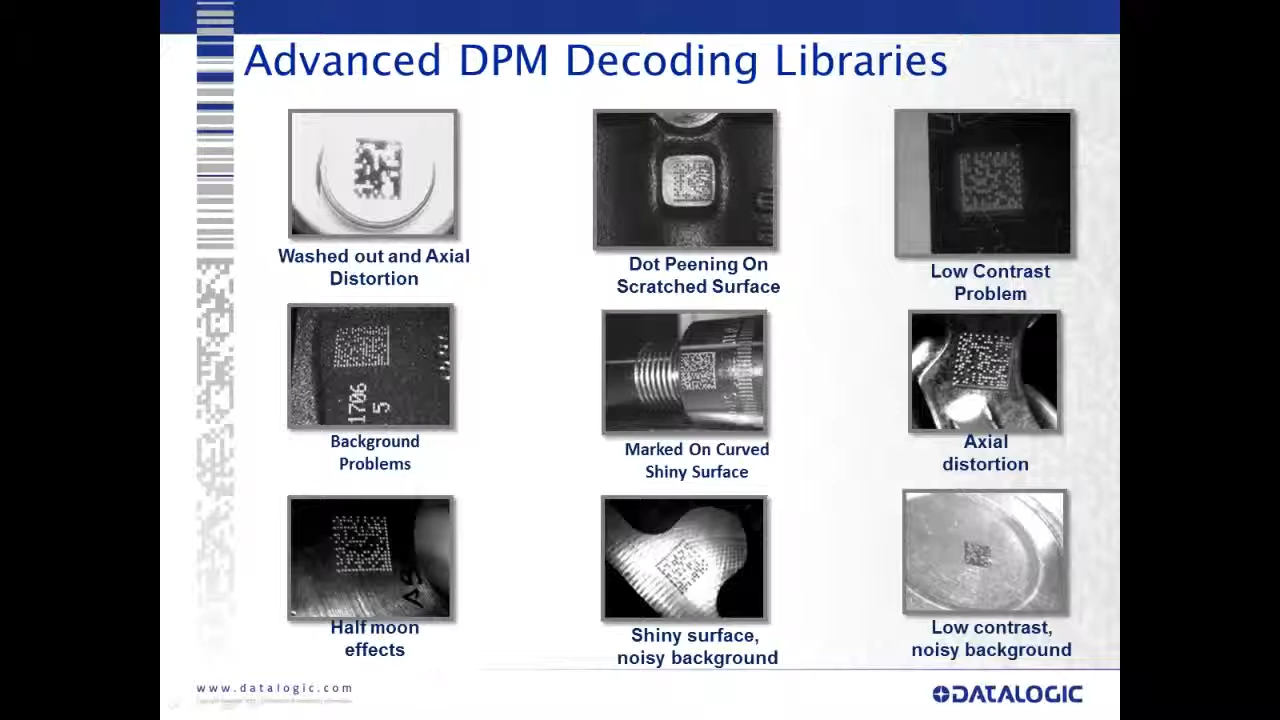 Advanced DPM Decoding Libraries
Washed out and Axial
Distortion
Dot Peening On
Scratched Surface
Low Contrast
Problem
1706
5
Background
Problems
Marked On Curved
Shiny Surface
Axial
distortion
Half moon
effects
Shiny surface,
noisy background
Low contrast,
noisy background
www.datalogic.com
DATALOGIC